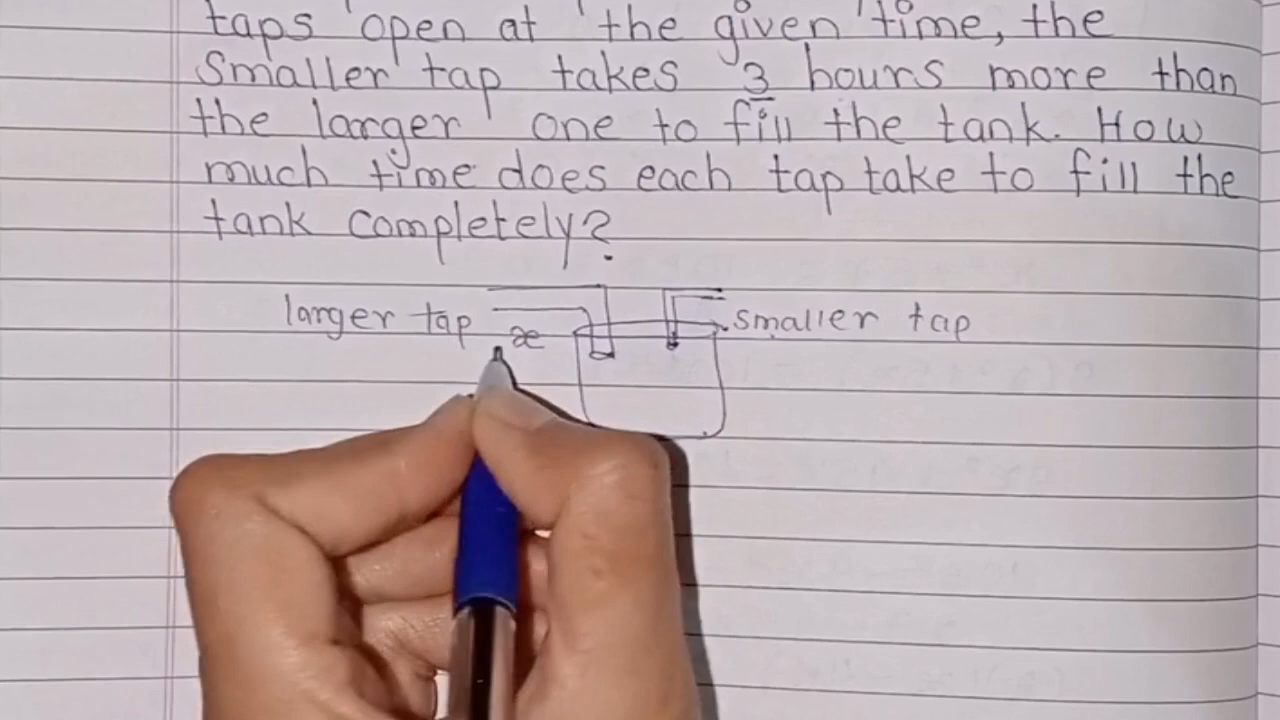 taps open at the given time, the
Smaller tap takes 3 hours more than
the larger one to fill the tank. How
much time does each tap take to fill the
tank completely?
larger tap x smaller tap